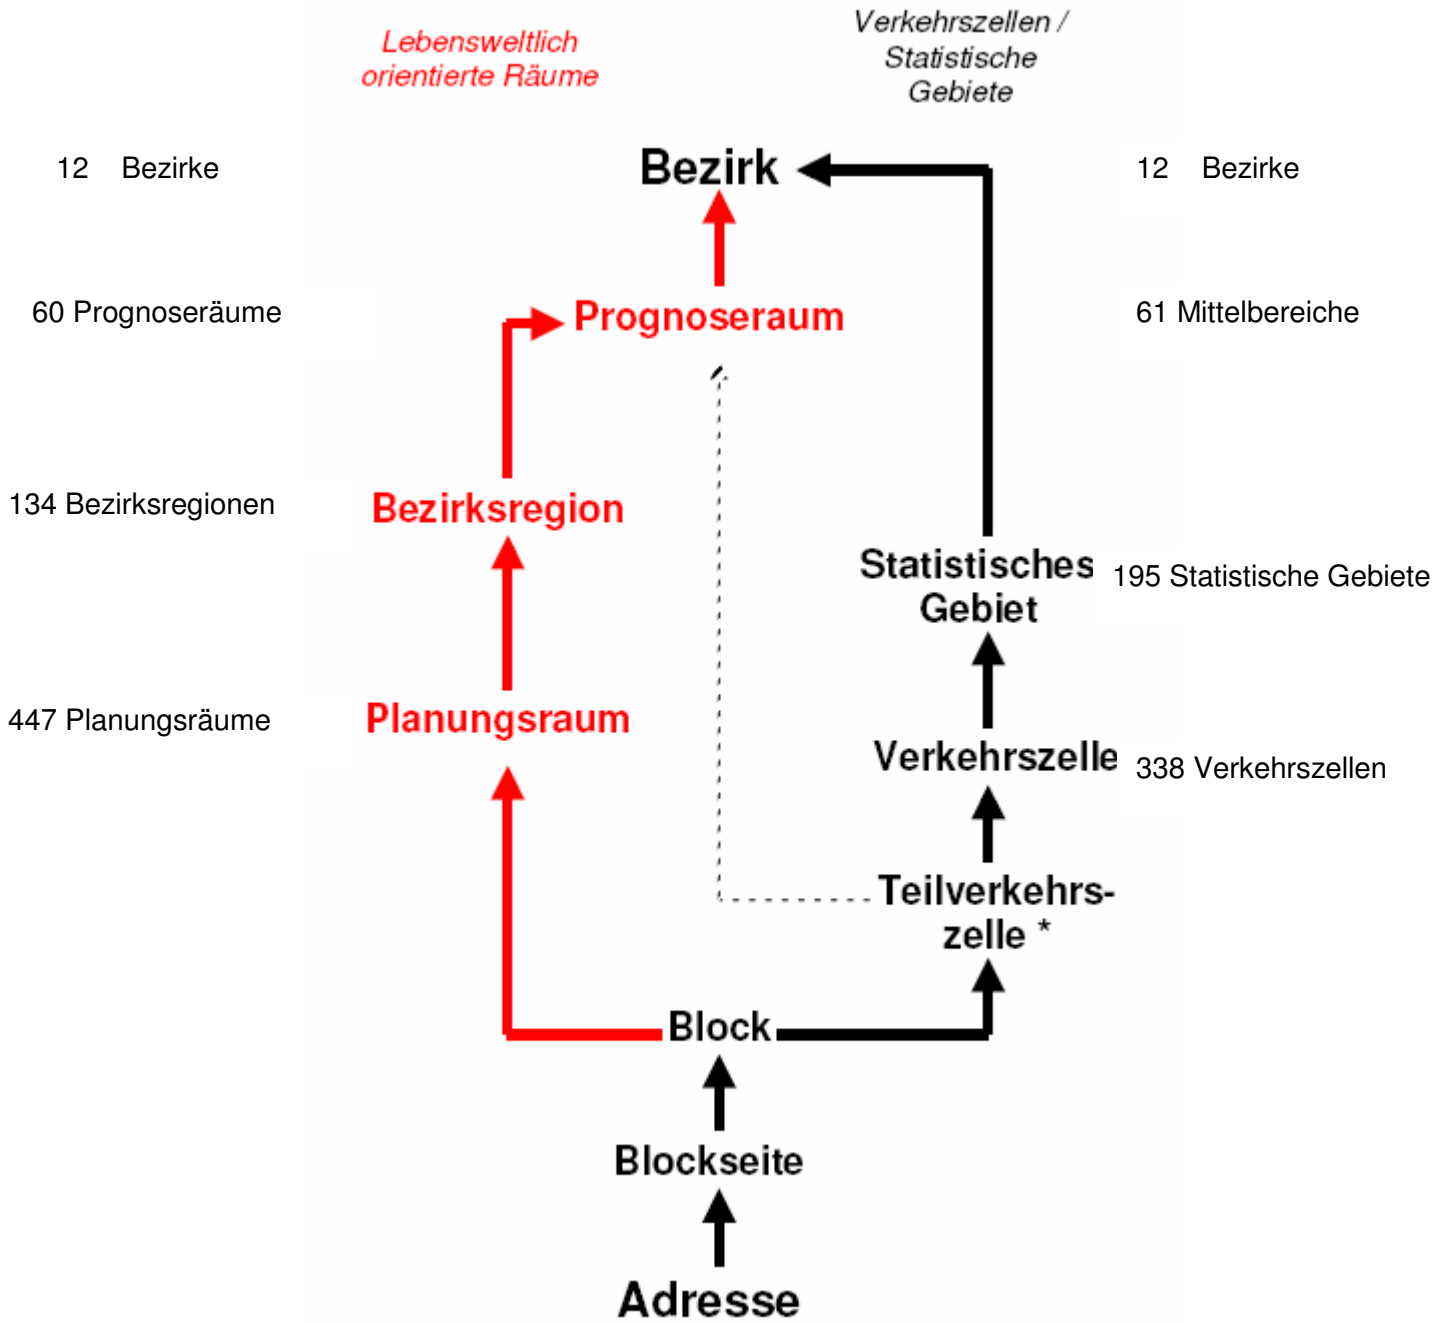 Lebensweltlich
orientierte Räume
Verkehrszellen /
Statistische
Gebiete
12 Bezirke
Bezirk
12 Bezirke
60 Prognoseräume
Prognoseraum
61 Mittelbereiche
134 Bezirksregionen
Bezirksregion
Statistisches
Gebiet
195 Statistische Gebiete
447 Planungsräume
Planungsraum
Verkehrszelle
338 Verkehrszellen
Teilverkehrs-
zelle *
Block
Blockseite
Adresse